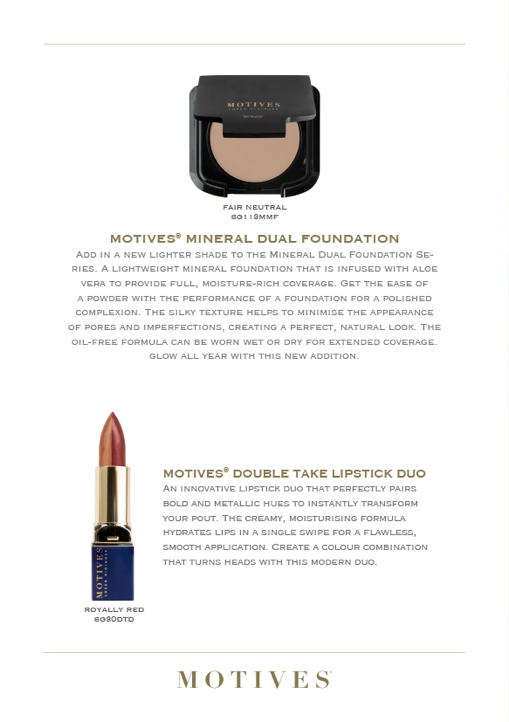 MOTIVES
FAIR NEUTRAL
6G113MMF
MOTIVES® MINERAL DUAL FOUNDATION
ADD IN A NEW LIGHTER SHADE TO THE MINERAL DUAL FOUNDATION SE-
RIES. A LIGHTWEIGHT MINERAL FOUNDATION THAT IS INFUSED WITH ALOE
VERA TO PROVIDE FULL, MOISTURE-RICH COVERAGE. GET THE EASE OF
A POWDER WITH THE PERFORMANCE OF A FOUNDATION FOR A POLISHED
COMPLEXION. THE SILKY TEXTURE HELPS TO MINIMISE THE APPEARANCE
OF PORES AND IMPERFECTIONS, CREATING A PERFECT, NATURAL LOOK. THE
OIL-FREE FORMULA CAN BE WORN WET OR DRY FOR EXTENDED COVERAGE.
GLOW ALL YEAR WITH THIS NEW ADDITION.
MOTIVES
MOTIVES® DOUBLE TAKE LIPSTICK DUO
AN INNOVATIVE LIPSTICK DUO THAT PERFECTLY PAIRS
BOLD AND METALLIC HUES TO INSTANTLY TRANSFORM
YOUR POUT. THE CREAMY, MOISTURISING FORMULA
HYDRATES LIPS IN A SINGLE SWIPE FOR A FLAWLESS,
SMOOTH APPLICATION. CREATE A COLOUR COMBINATION
THAT TURNS HEADS WITH THIS MODERN DUO.
ROYALLY RED
6G30DTD
MOTIVES